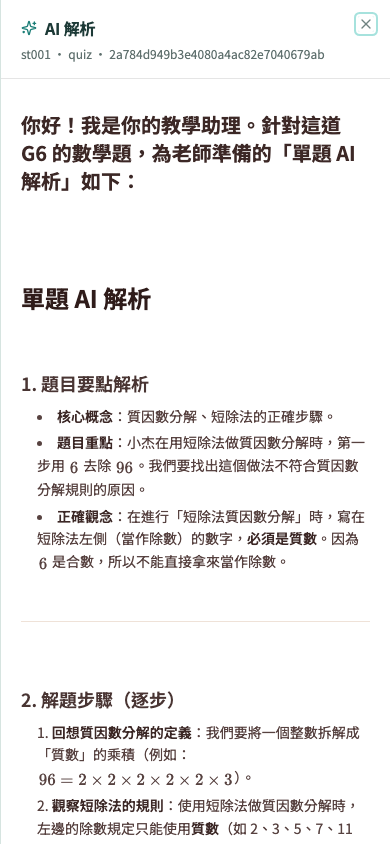 AI 解析
st001 • quiz • 2a784d949b3e4080a4ac82e7040679ab
你好！我是你的教學助理。針對這道
G6 的數學題，為老師準備的「單題 AI
解析」如下：
單題 AI 解析
1. 題目要點解析
• 核心概念：質因數分解、短除法的正確步驟。
• 題目重點：小杰在用短除法做質因數分解時，第一
步用 6 去除 96。我們要找出這個做法不符合質因數
分解規則的原因。
• 正確觀念：在進行「短除法質因數分解」時，寫在
短除法左側（當作除數）的數字，必須是質數。因為
6 是合數，所以不能直接拿來當作除數。
2. 解題步驟（逐步）
1. 回想質因數分解的定義：我們要將一個整數拆解成
「質數」的乘積（例如：
96 = 2 × 2 × 2 × 2 × 2 × 3）。
2. 觀察短除法的規則：使用短除法做質因數分解時，
左邊的除數規定只能使用質數（如 2、3、5、7、11